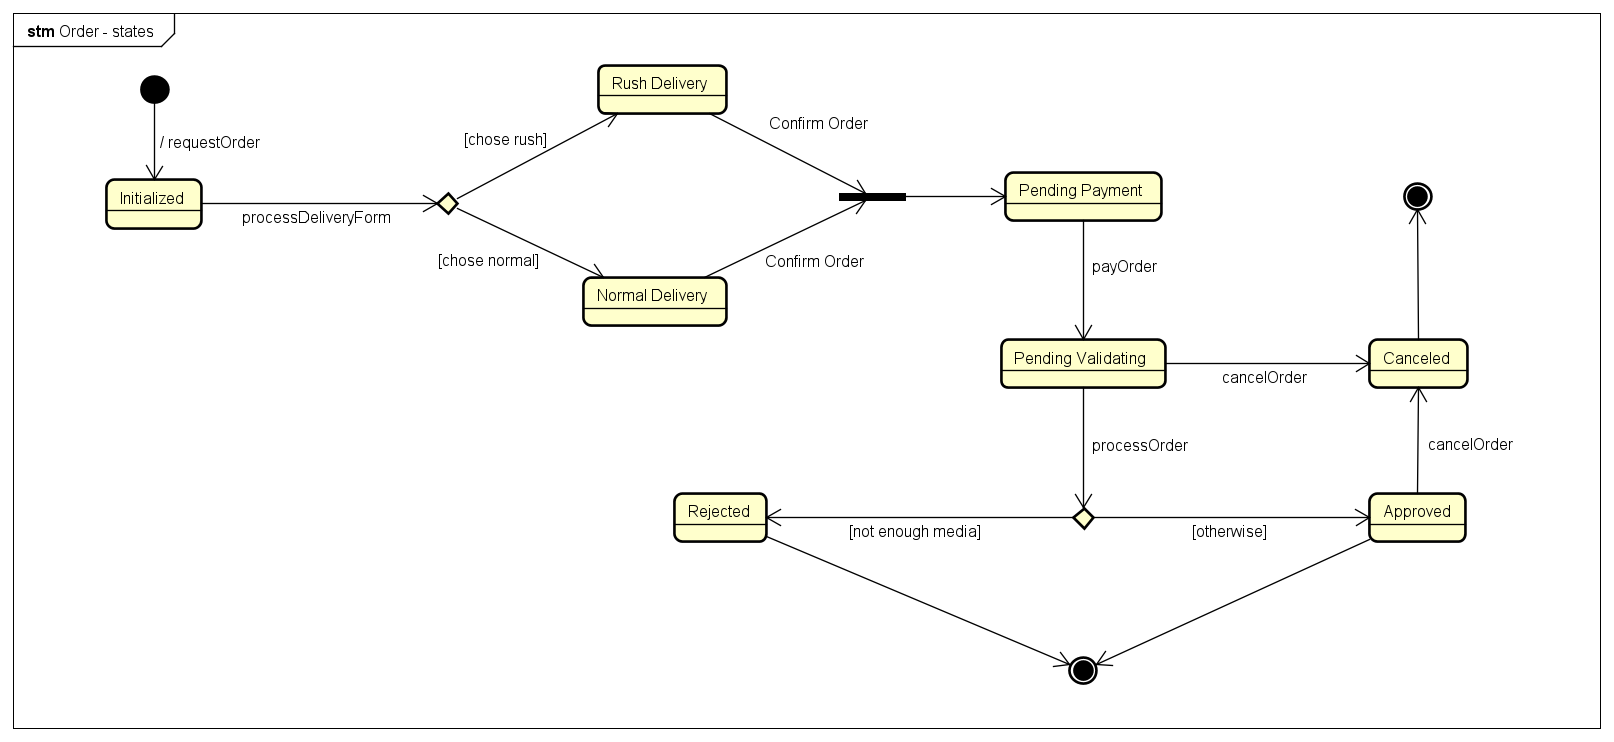 stm Order - states
Rush Delivery
Confirm Order
[chose rush]
/ requestOrder
Initialized
processDeliveryForm
Pending Payment
[chose normal]
Confirm Order
payOrder
Normal Delivery
Pending Validating
Canceled
cancelOrder
processOrder
cancelOrder
Rejected
Approved
[not enough media]
[otherwise]